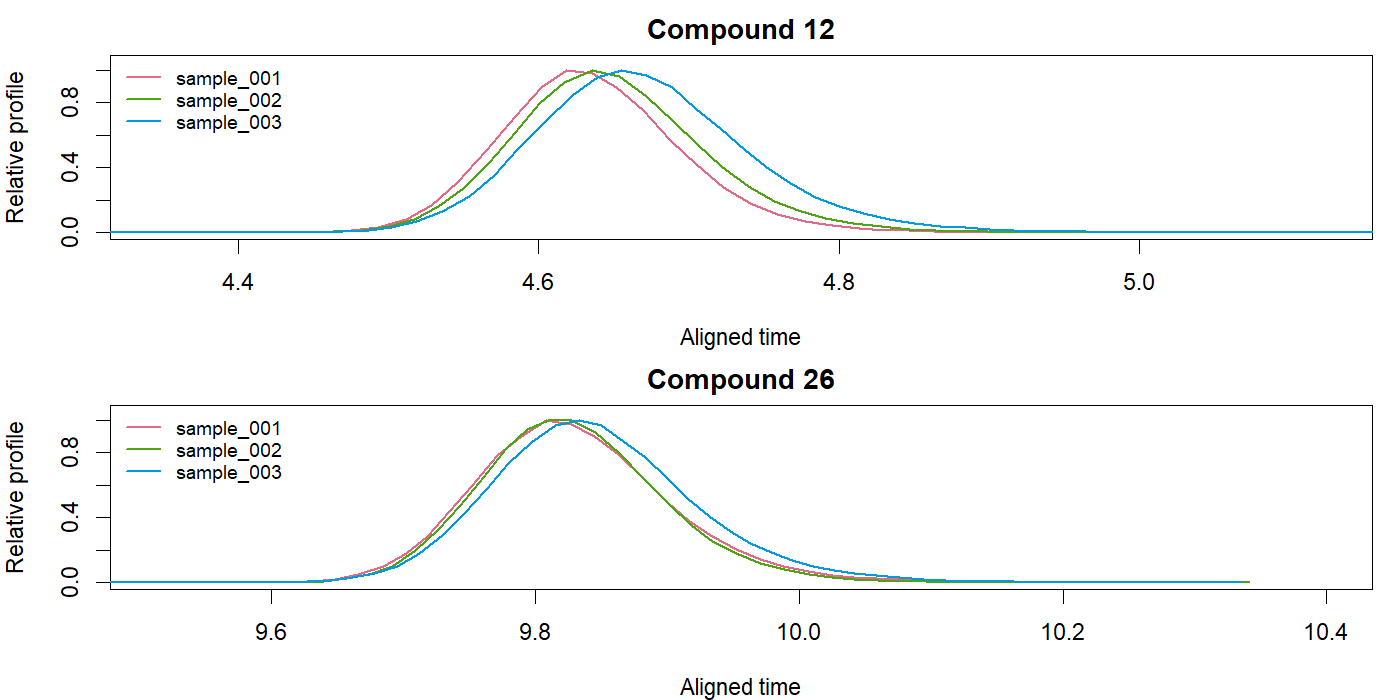 Compound 12
Relative profile
0.0 0.4 0.8
sample_001
sample_002
sample_003
4.4 4.6 4.8 5.0
Aligned time
Compound 26
Relative profile
0.0 0.4 0.8
sample_001
sample_002
sample_003
9.6 9.8 10.0 10.2 10.4
Aligned time